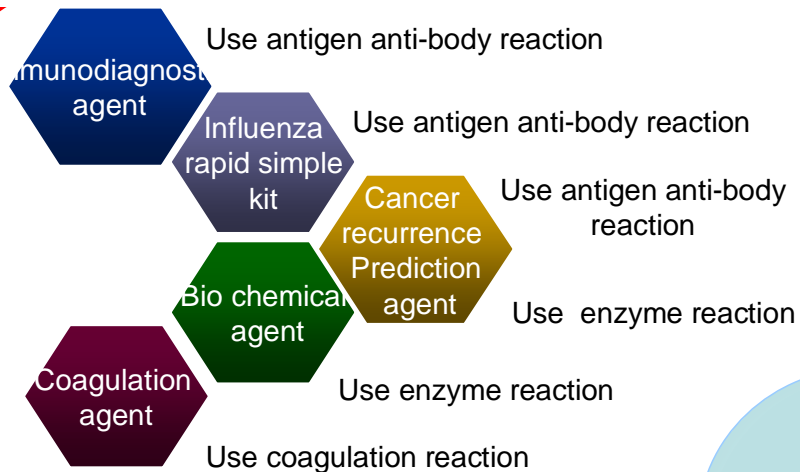 Use antigen anti-body reaction
munodiagnost
agent
Influenza
rapid simple
kit
Use antigen anti-body reaction
Cancer
recurrence
Prediction
agent
Use antigen anti-body
reaction
Use enzyme reaction
Bio chemical
agent
Use enzyme reaction
Coagulation
agent
Use coagulation reaction